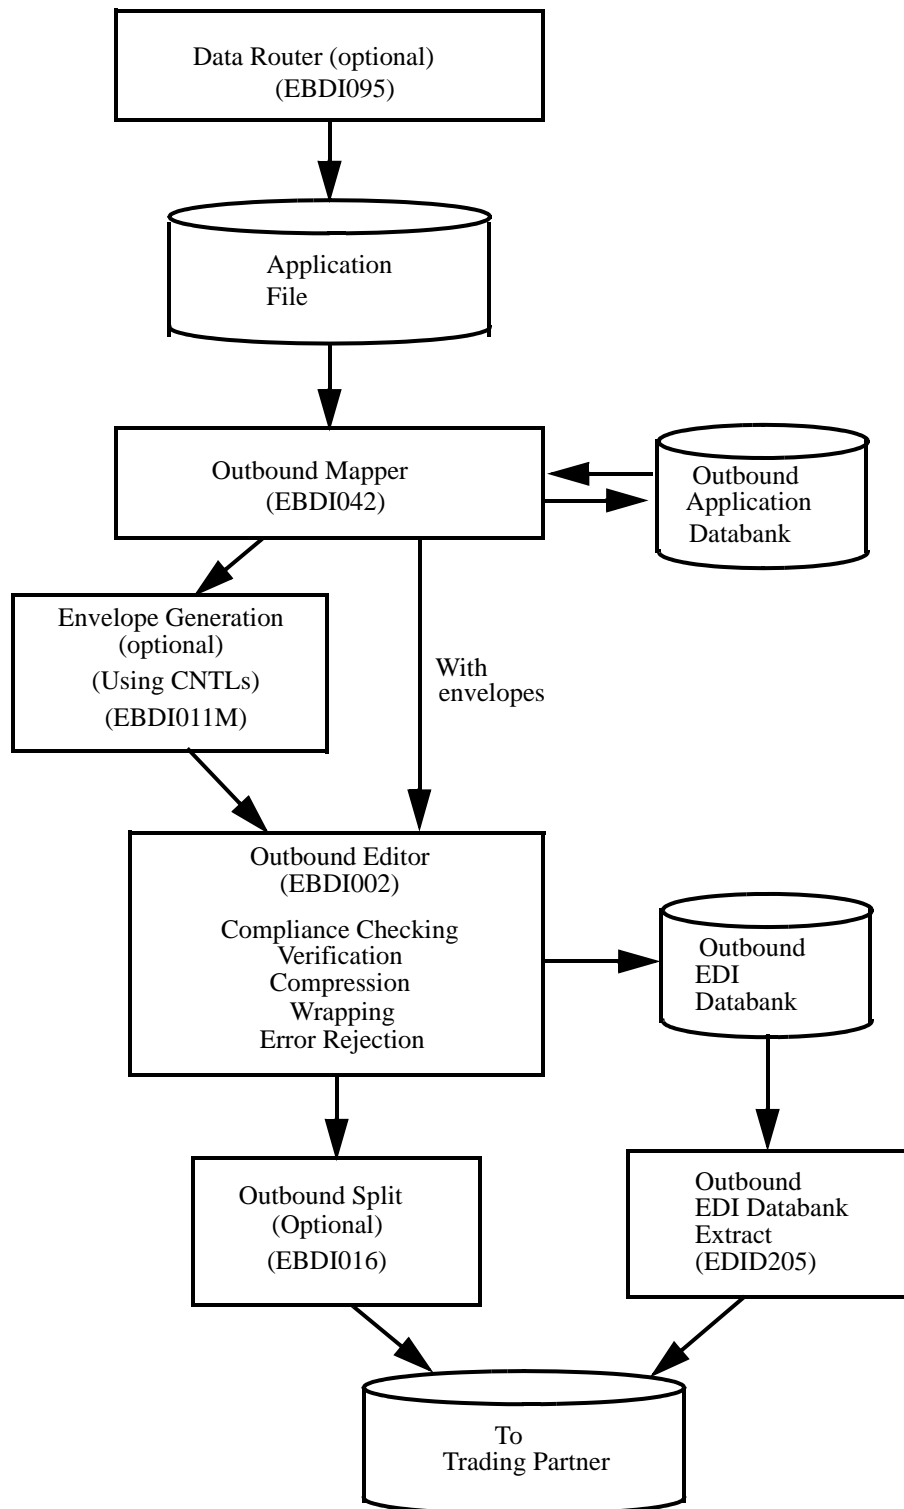 Data Router (optional)
(EBDI095)
Application
File
Outbound Mapper
(EBDI042)
Outbound
Application
Databank
Envelope Generation
(optional)
(Using CNTLs)
(EBDI011M)
With
envelopes
Outbound Editor
(EBDI002)
Compliance Checking
Verification
Compression
Wrapping
Error Rejection
Outbound
EDI
Databank
Outbound Split
(Optional)
(EBDI016)
Outbound
EDI Databank
Extract
(EDID205)
To
Trading Partner